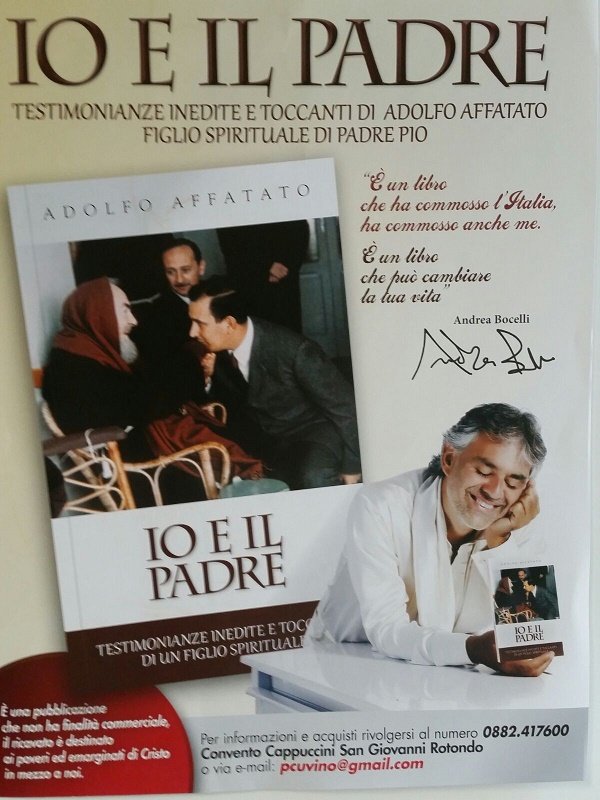 IO E IL PADRE
TESTIMONIANZE INEDITE E TOCCANTI DI ADOLFO AFFATATO
FIGLIO SPIRITUALE DI PADRE PIO
ADOLFO AFFATATO
IO E IL
PADRE
TESTIMONIANZE INEDITE E TOCC
DI UN FIGLIO SPIRITUALE
"È un libro
che ha commosso l'Italia,
ha commosso anche me.
È un libro
che può cambiare
la tua vita"
Andrea Bocelli
IO E IL
PADRE
È una pubblicazione
che non ha finalità commerciale,
il ricavato è destinato
ai poveri ed emarginati di Cristo
in mezzo a noi.
Per informazioni e acquisti rivolgersi al numero 0882.417600
Convento Cappuccini San Giovanni Rotondo
o via e-mail: pcuvino@gmail.com